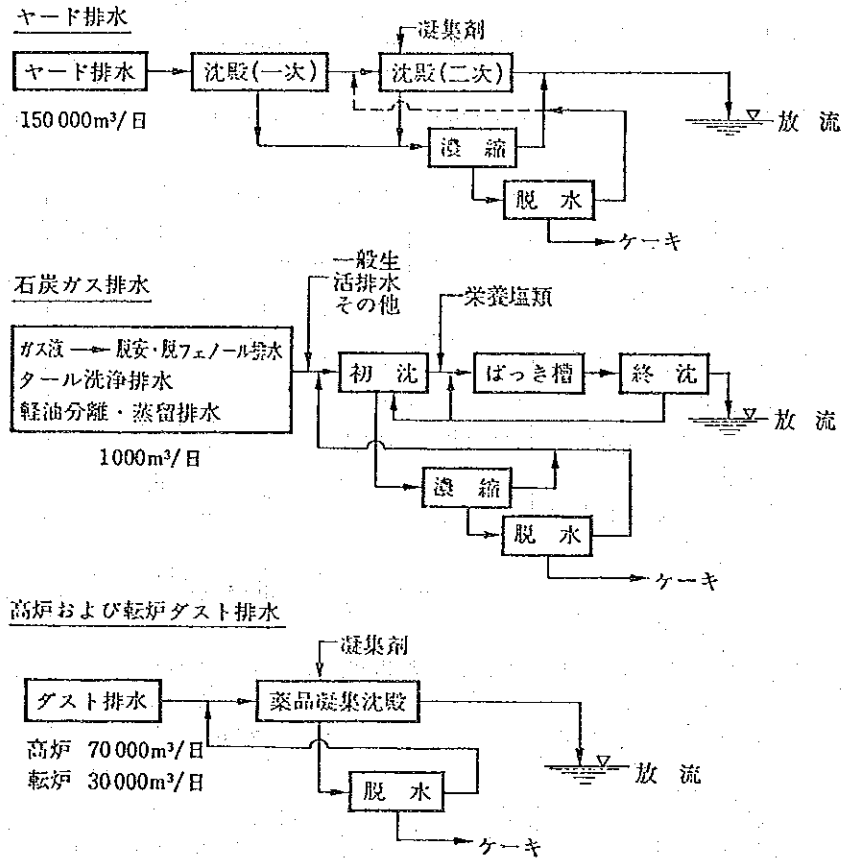 ヤード排水
凝集剤
ヤード排水
沈殿(一次)
沈殿(二次)
150000m³/日
放流
濃縮
脱水
ケーキ
石炭ガス排水
一般生
活排水
その他
栄養塩類
ガス液→脱安・脱フェノール排水
タール洗浄排水
軽油分離・蒸留排水
初沈
ばっき槽
終沈
放流
1000m³/日
濃縮
脱水
ケーキ
高炉および転炉ダスト排水
凝集剤
ダスト排水
薬品凝集沈殿
高炉 70000m³/日
転炉 30000m³/日
放流
脱水
ケーキ